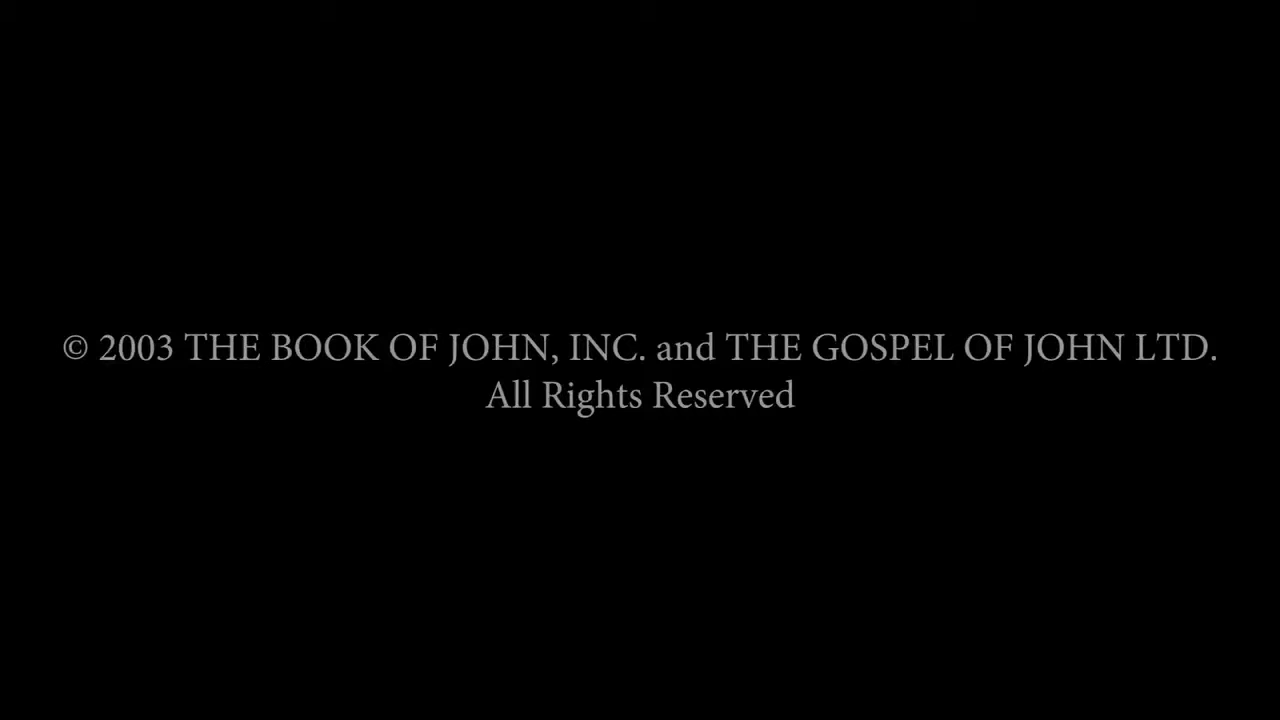 © 2003 THE BOOK OF JOHN, INC. and THE GOSPEL OF JOHN LTD.
All Rights Reserved